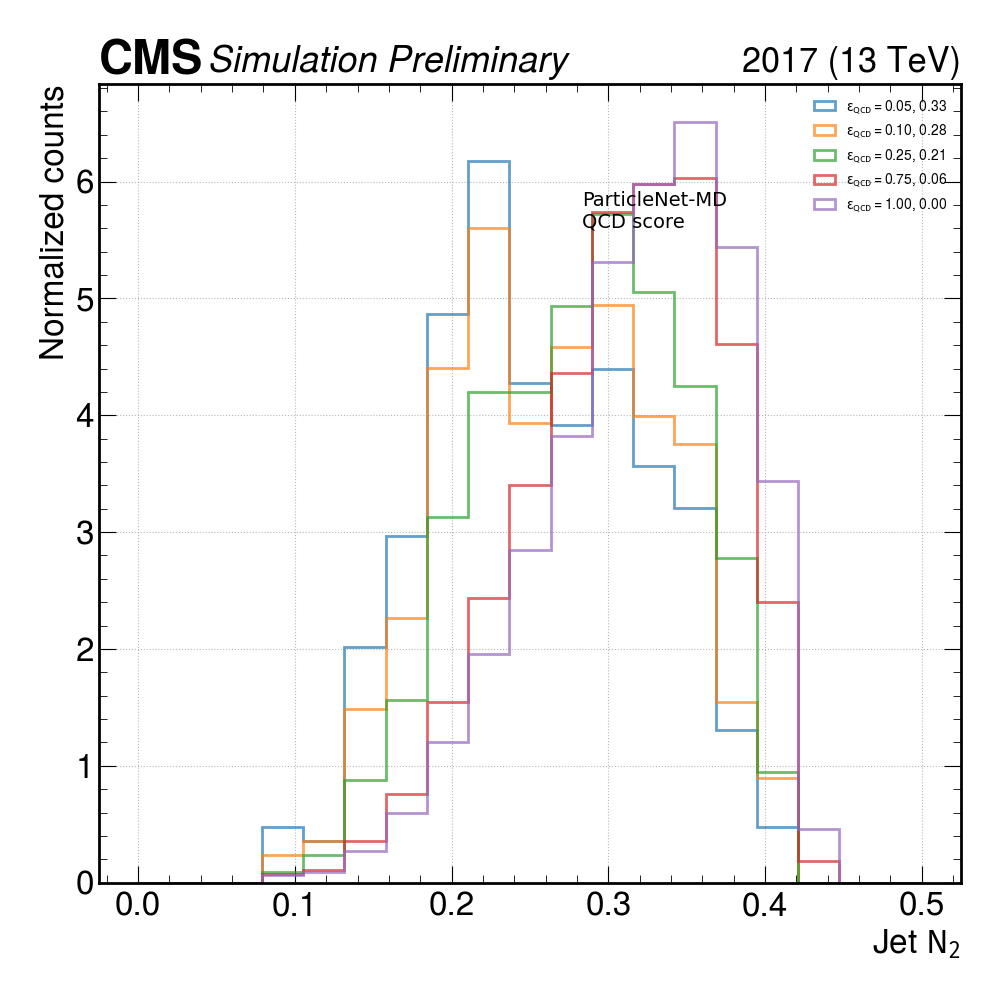 CMS Simulation Preliminary 2017 (13 TeV)
Normalized counts
ε_QCD = 0.05, 0.33
ε_QCD = 0.10, 0.28
ε_QCD = 0.25, 0.21
ε_QCD = 0.75, 0.06
ε_QCD = 1.00, 0.00
ParticleNet-MD
QCD score
6
5
4
3
2
1
0
0.0 0.1 0.2 0.3 0.4 0.5
Jet N₂